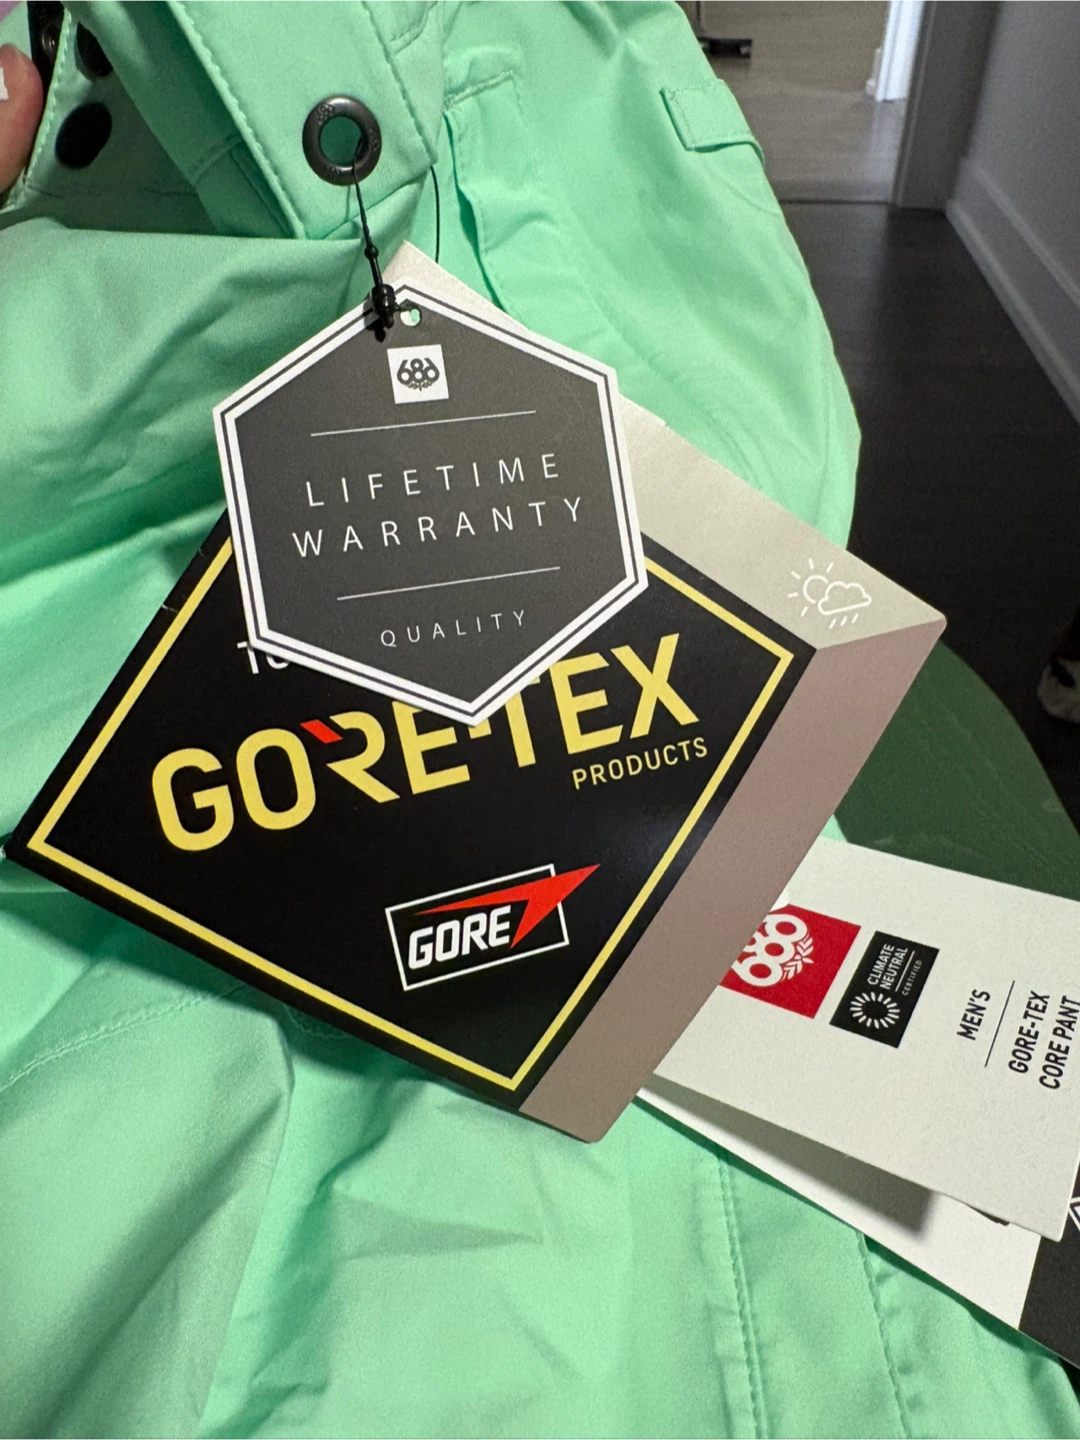 686
LIFETIME
WARRANTY
QUALITY
GORE-TEX
PRODUCTS
GORE
686
CLIMATE
NEUTRAL
CERTIFIED
MEN'S
GORE-TEX
CORE PANT